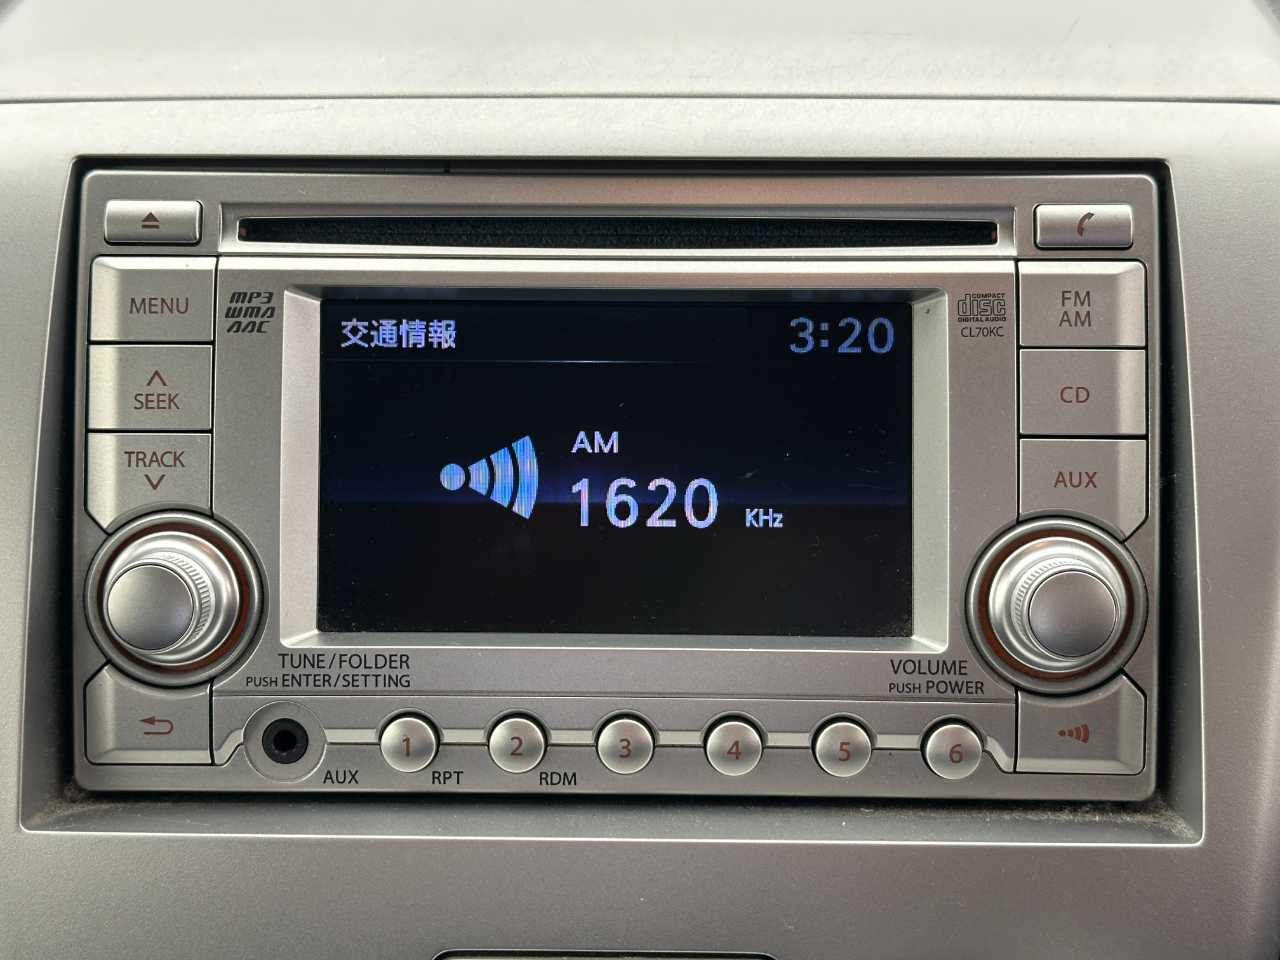 MENU
MP3
WMA
AAC
交通情報
3:20
COMPACT
disc
DIGITAL AUDIO
CL70KC
FM
AM
SEEK
CD
TRACK
AM
1620 KHz
AUX
TUNE/FOLDER
PUSH ENTER/SETTING
VOLUME
PUSH POWER
1 2 3 4 5 6
AUX RPT RDM